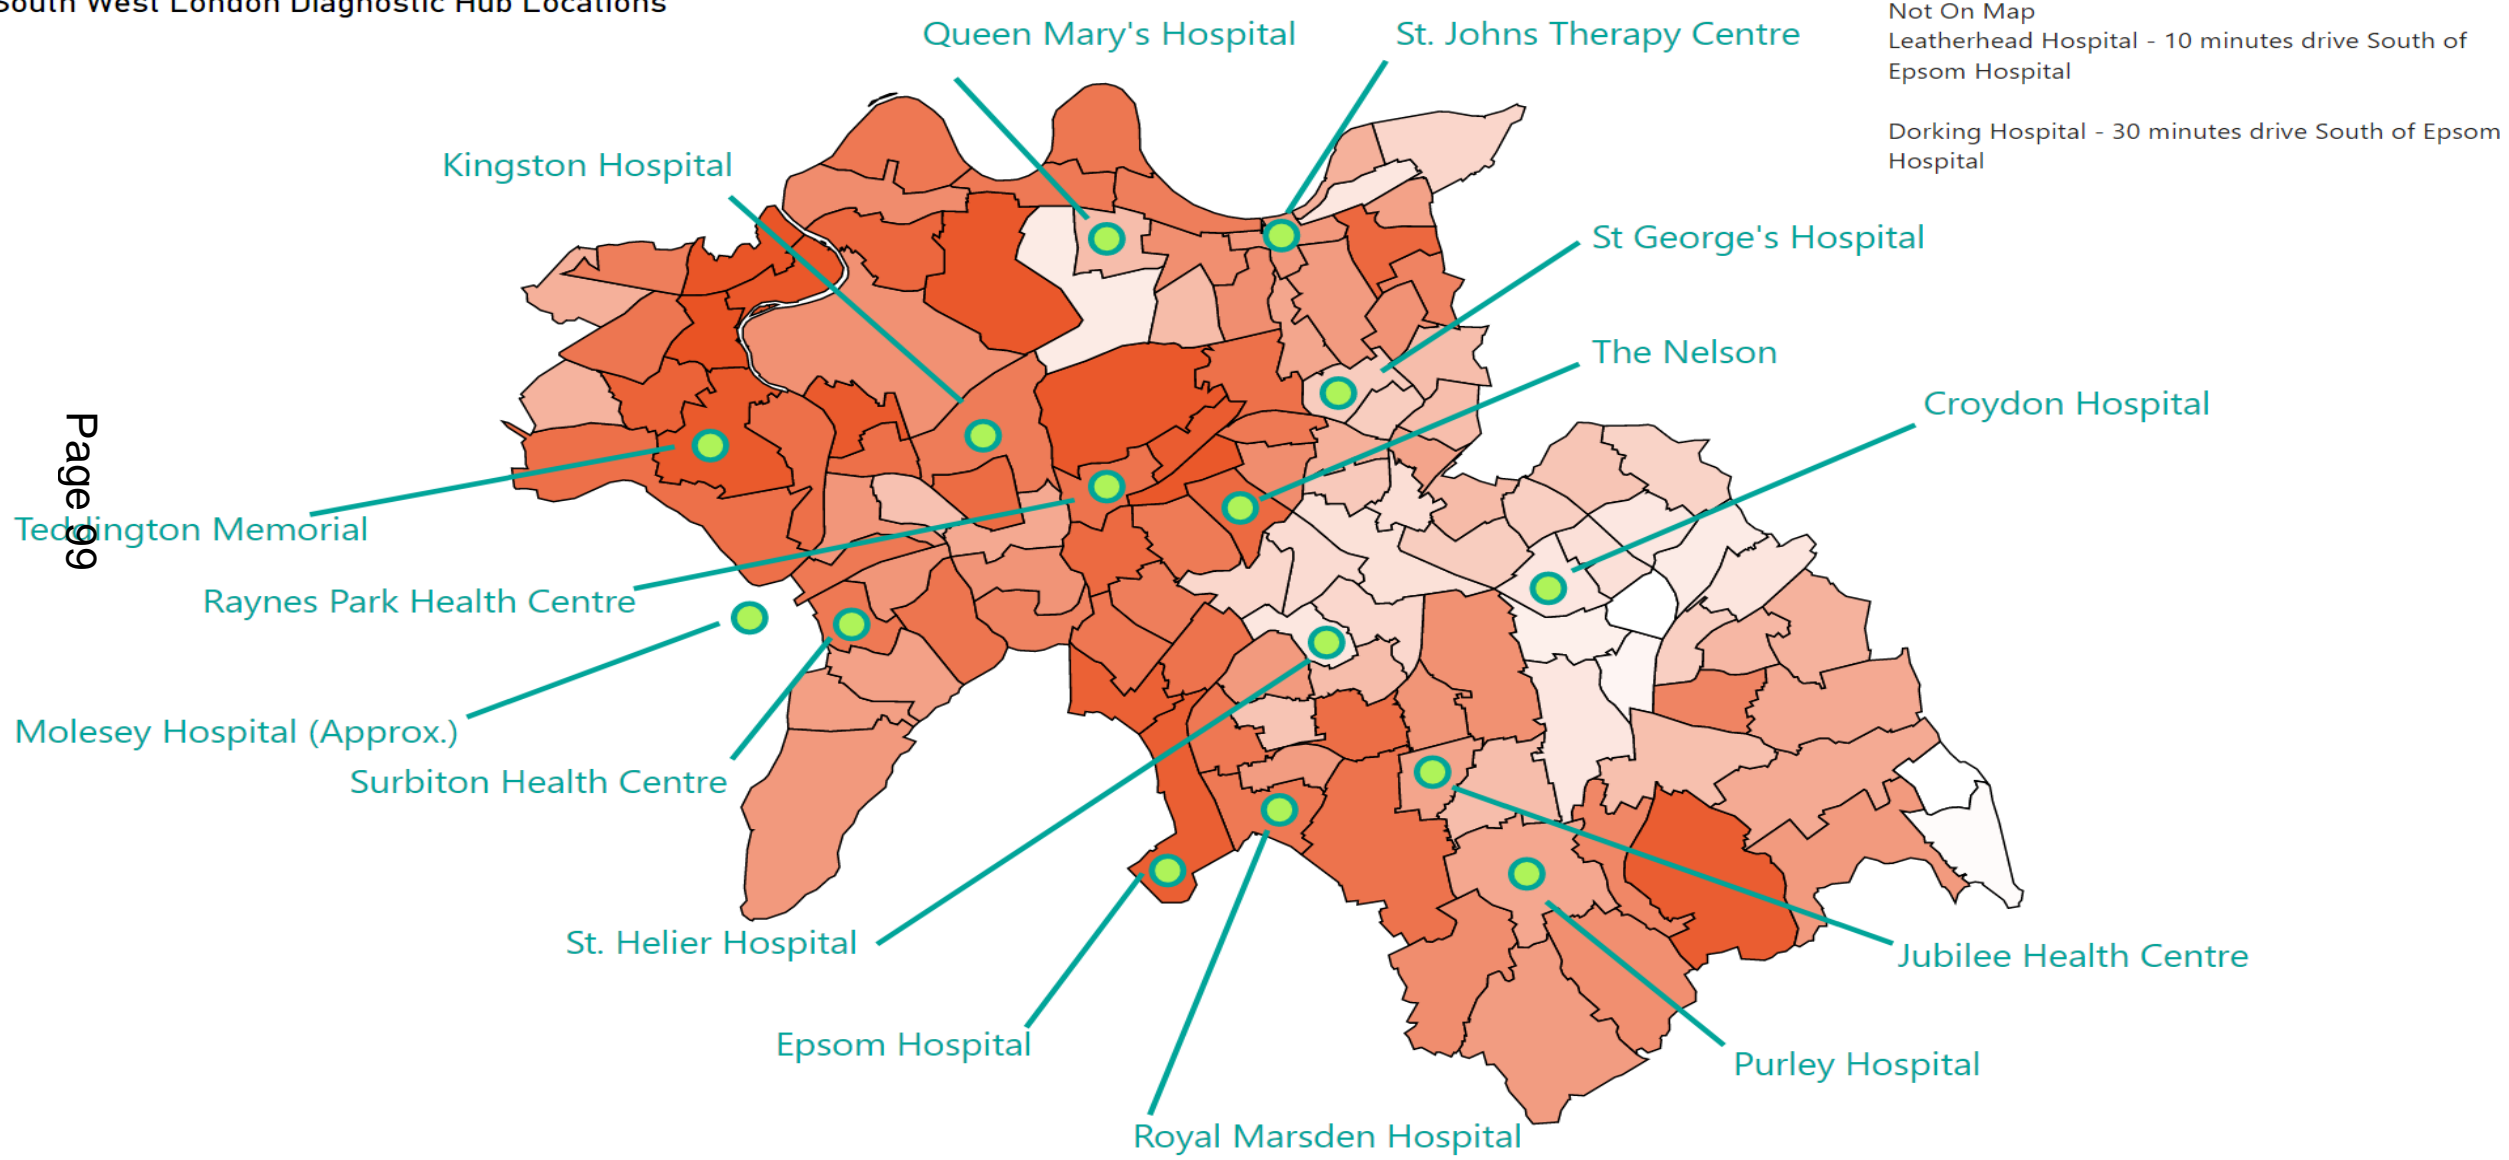 South West London Diagnostic Hub Locations
Not On Map
Leatherhead Hospital - 10 minutes drive South of
Epsom Hospital
Dorking Hospital - 30 minutes drive South of Epsom
Hospital
Queen Mary's Hospital
St. Johns Therapy Centre
Kingston Hospital
St George's Hospital
The Nelson
Croydon Hospital
Page 99
Teddington Memorial
Raynes Park Health Centre
Molesey Hospital (Approx.)
Surbiton Health Centre
St. Helier Hospital
Jubilee Health Centre
Epsom Hospital
Purley Hospital
Royal Marsden Hospital